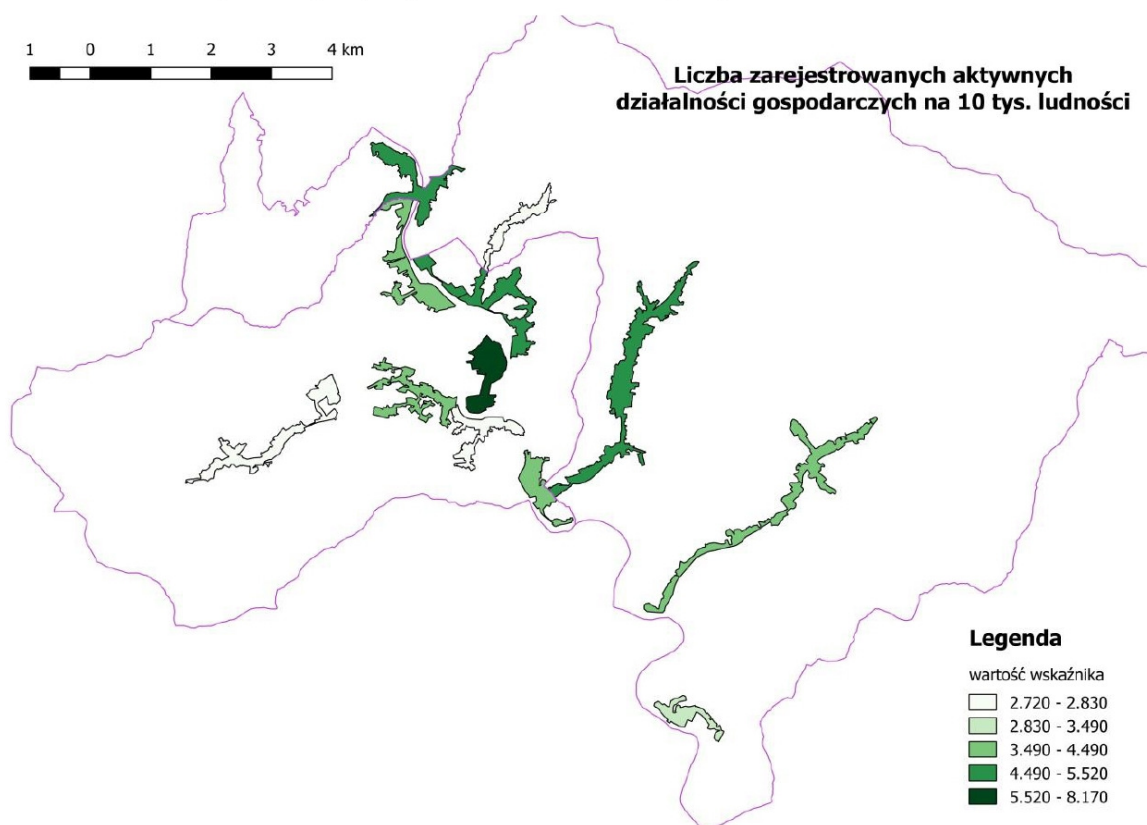 1 0 1 2 3 4 km
Liczba zarejestrowanych aktywnych
działalności gospodarczych na 10 tys. ludności
Legenda
wartość wskaźnika
2.720 - 2.830
2.830 - 3.490
3.490 - 4.490
4.490 - 5.520
5.520 - 8.170